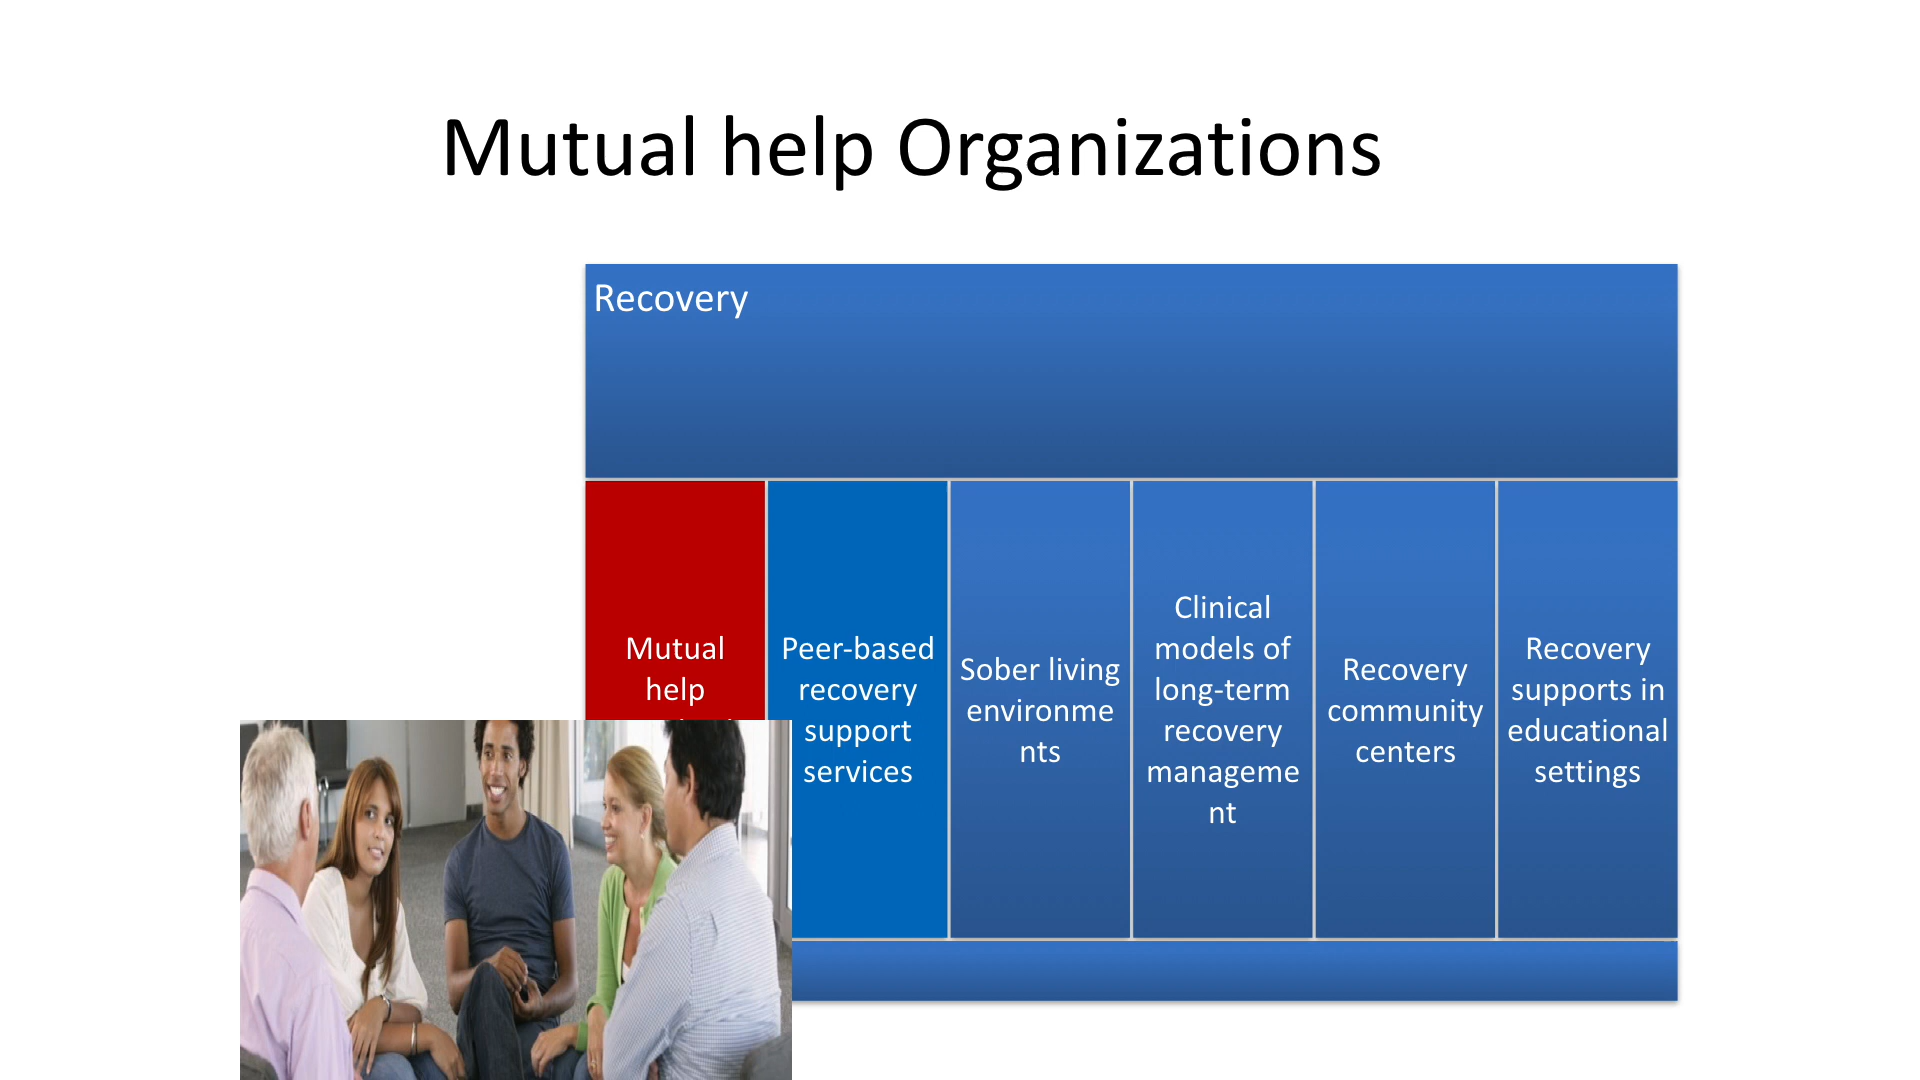 Mutual help Organizations
Recovery
Mutual
help
Peer-based
recovery
support
services
Sober living
environme
nts
Clinical
models of
long-term
recovery
manageme
nt
Recovery
community
centers
Recovery
supports in
educational
settings